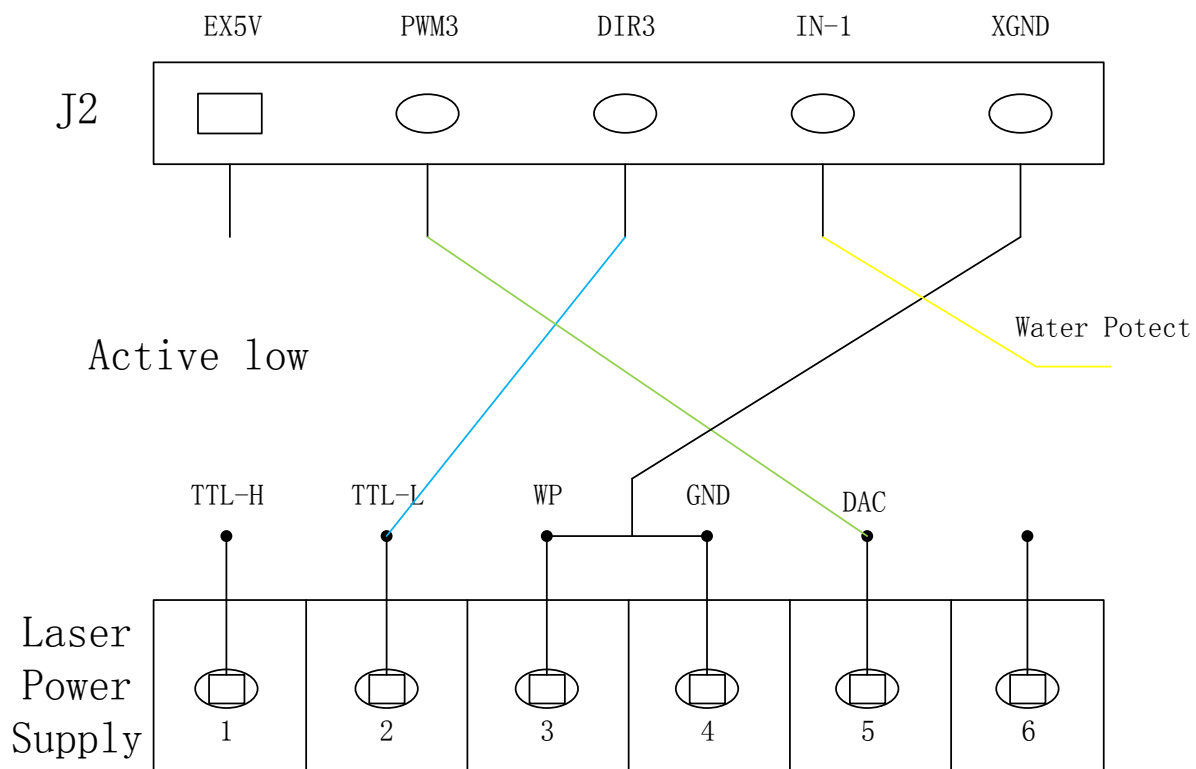 EX5V PWM3 DIR3 IN-1 XGND
J2
Water Potect
Active low
TTL-H TTL-L WP GND DAC
Laser
Power
Supply
1 2 3 4 5 6